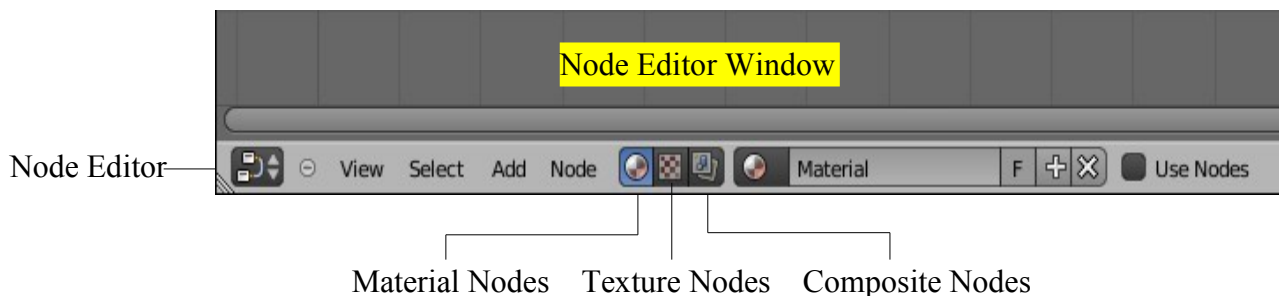 Node Editor Window
Node Editor
View Select Add Node Material F Use Nodes
Material Nodes Texture Nodes Composite Nodes